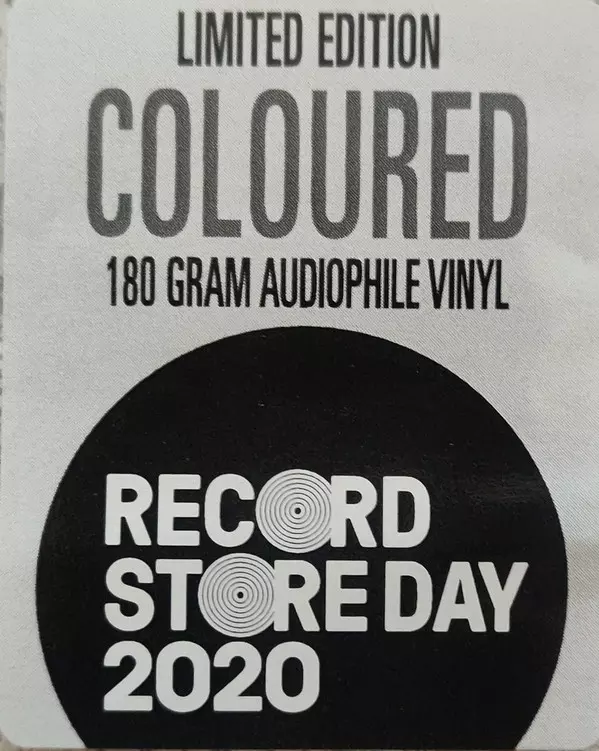 LIMITED EDITION
COLOURED
180 GRAM AUDIOPHILE VINYL
RECORD
STORE DAY
2020